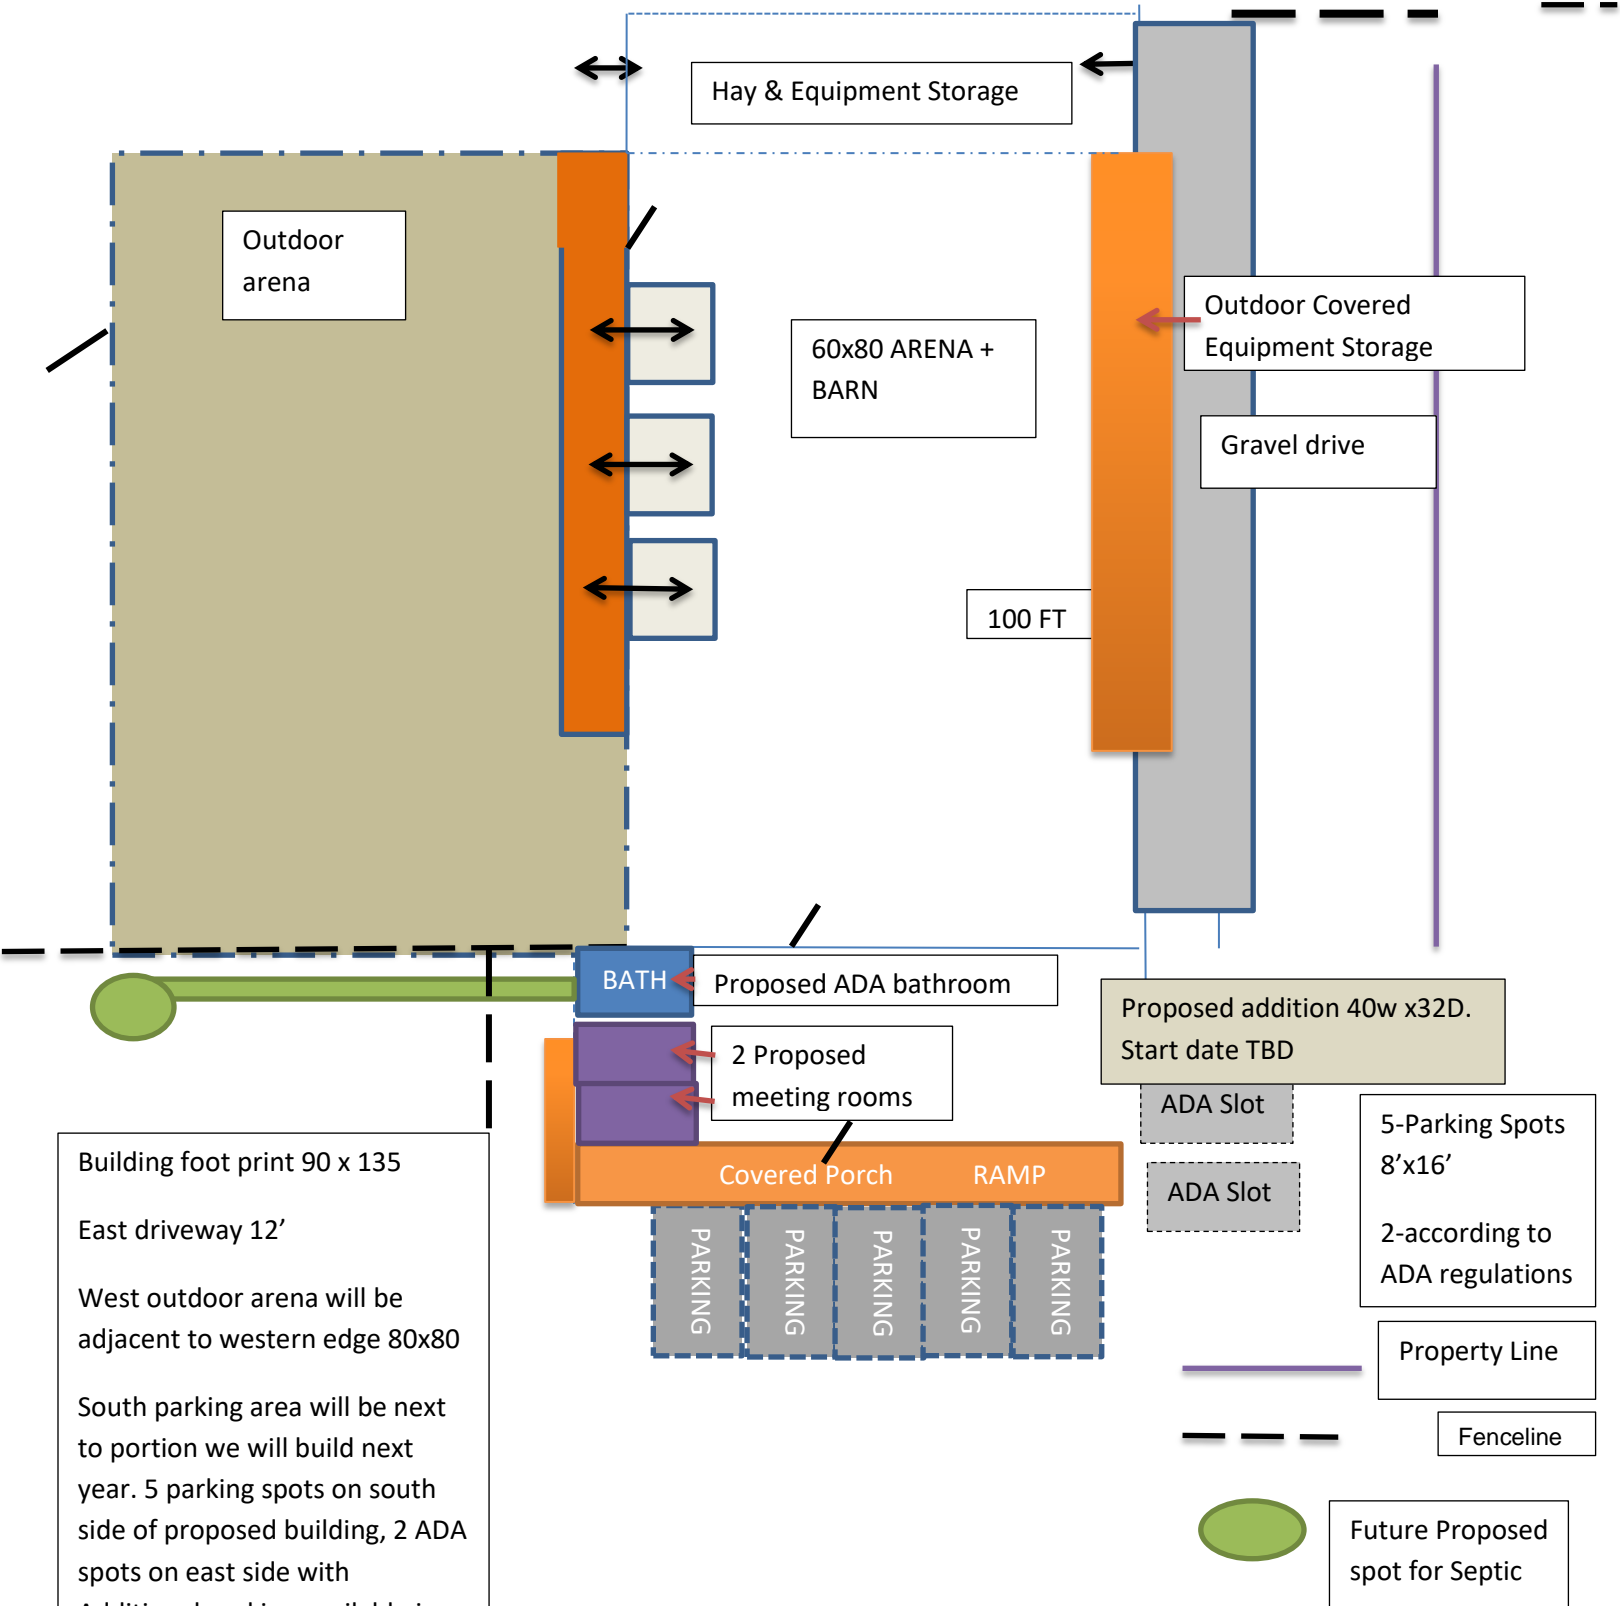 Hay & Equipment Storage
Outdoor
arena
60x80 ARENA +
BARN
Outdoor Covered
Equipment Storage
Gravel drive
100 FT
BATH
Proposed ADA bathroom
2 Proposed
meeting rooms
Proposed addition 40w x32D.
Start date TBD
ADA Slot
ADA Slot
Covered Porch
RAMP
PARKING
PARKING
PARKING
PARKING
PARKING
5-Parking Spots
8’x16’
2-according to
ADA regulations
Property Line
Fenceline
Future Proposed
spot for Septic
Building foot print 90 x 135
East driveway 12’
West outdoor arena will be
adjacent to western edge 80x80
South parking area will be next
to portion we will build next
year. 5 parking spots on south
side of proposed building, 2 ADA
spots on east side with